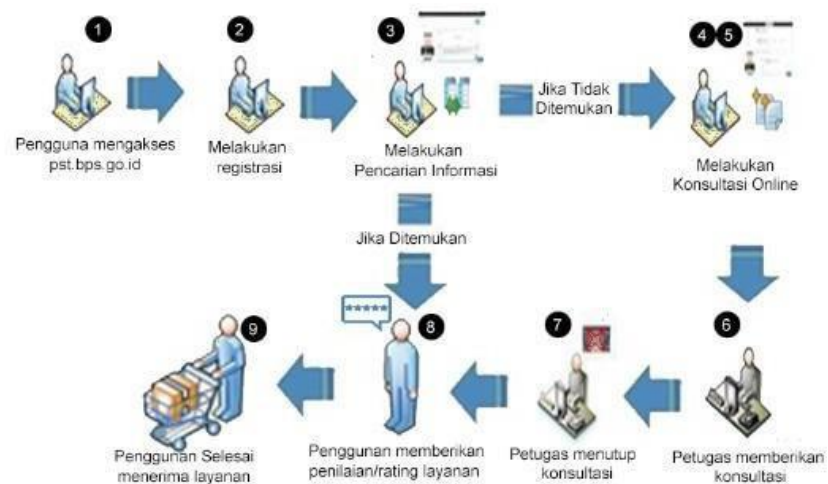 1
Pengguna mengakses
pst.bps.go.id
2
Melakukan
registrasi
3
Melakukan
Pencarian Informasi
Jika Tidak
Ditemukan
4 5
Melakukan
Konsultasi Online
Jika Ditemukan
6
Petugas memberikan
konsultasi
7
Petugas menutup
konsultasi
*****
8
Penggunan memberikan
penilaian/rating layanan
9
Penggunan Selesai
menerima layanan